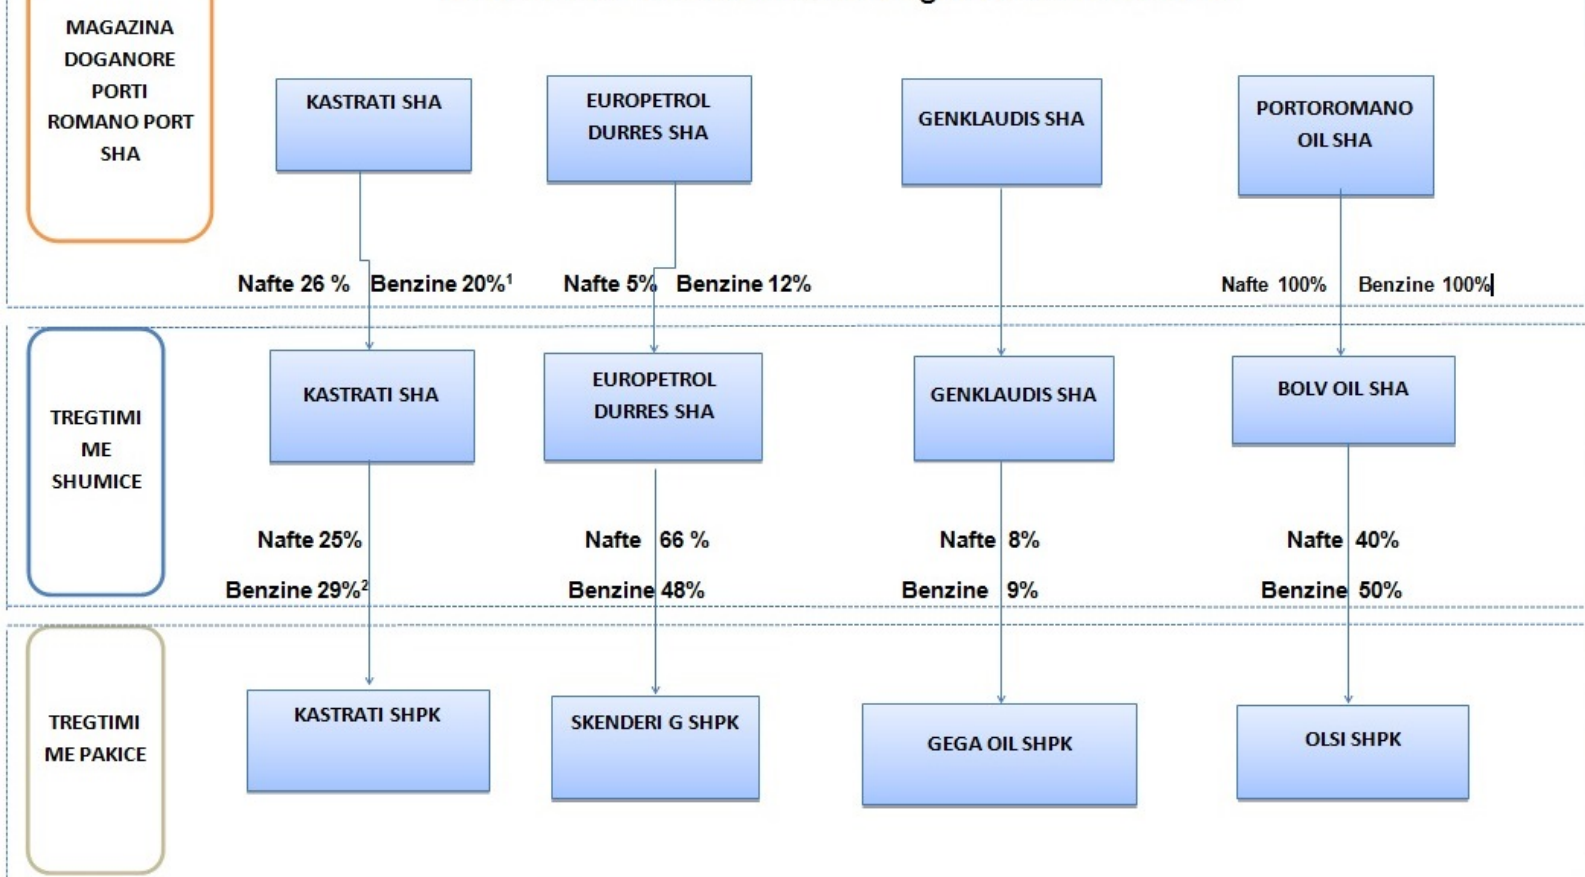 MAGAZINA
DOGANORE
PORTI
ROMANO PORT
SHA
KASTRATI SHA
EUROPETROL
DURRES SHA
GENKLAUDIS SHA
PORTOROMANO
OIL SHA
Nafte 26 % Benzine 20%¹
Nafte 5% Benzine 12%
Nafte 100% Benzine 100%
TREGTIMI
ME
SHUMICE
KASTRATI SHA
EUROPETROL
DURRES SHA
GENKLAUDIS SHA
BOLV OIL SHA
Nafte 25%
Benzine 29%²
Nafte 66 %
Benzine 48%
Nafte 8%
Benzine 9%
Nafte 40%
Benzine 50%
TREGTIMI
ME PAKICE
KASTRATI SHPK
SKENDERI G SHPK
GEGA OIL SHPK
OLSI SHPK